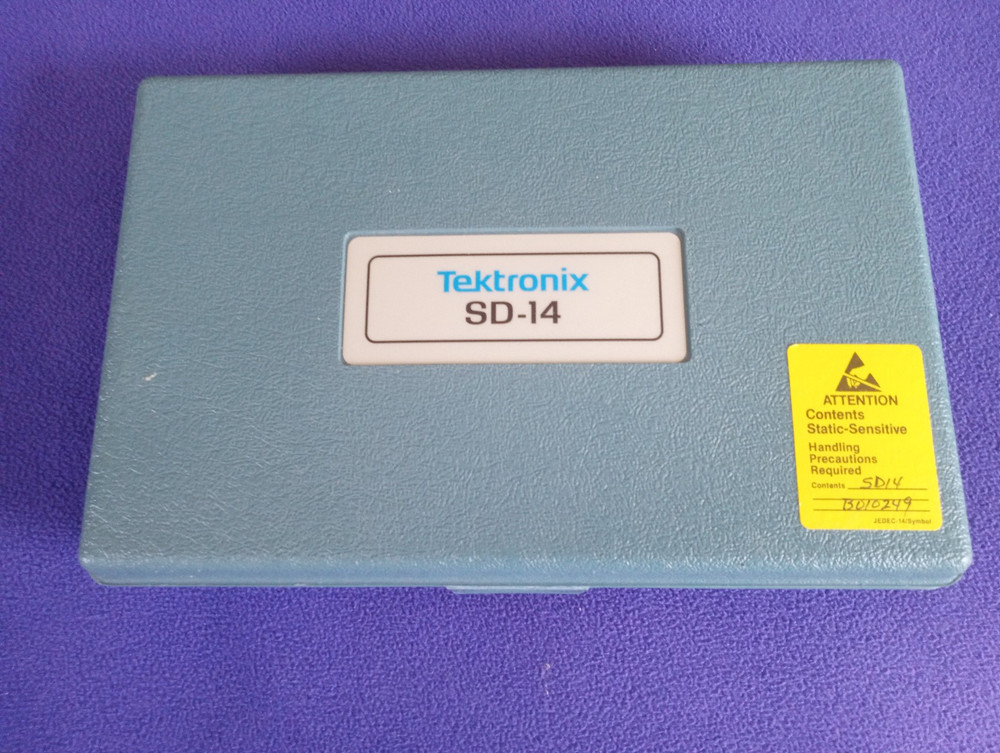 Tektronix
SD-14
ATTENTION
Contents
Static-Sensitive
Handling
Precautions
Required
Contents SD14
B010249
JEDEC-14/Symbol